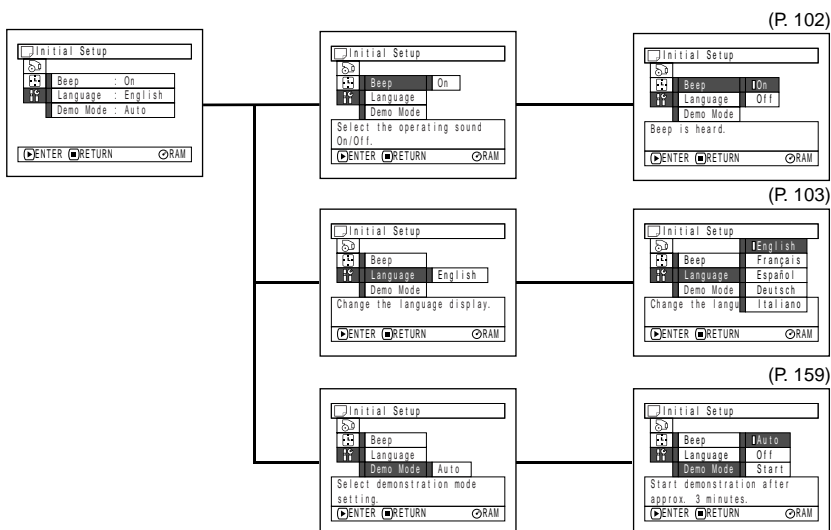 (P. 102)
Initial Setup
Beep : On
Language : English
Demo Mode : Auto
ENTER RETURN RAM
Initial Setup
Beep On
Language
Demo Mode
Select the operating sound
On/Off.
ENTER RETURN RAM
Initial Setup
Beep On
Language Off
Demo Mode
Beep is heard.
ENTER RETURN RAM
(P. 103)
Initial Setup
Beep
Language English
Demo Mode
Change the language display.
ENTER RETURN RAM
Initial Setup
English
Beep Français
Language Español
Demo Mode Deutsch
Change the langu Italiano
ENTER RETURN RAM
(P. 159)
Initial Setup
Beep
Language
Demo Mode Auto
Select demonstration mode
setting.
ENTER RETURN RAM
Initial Setup
Beep Auto
Language Off
Demo Mode Start
Start demonstration after
approx. 3 minutes.
ENTER RETURN RAM